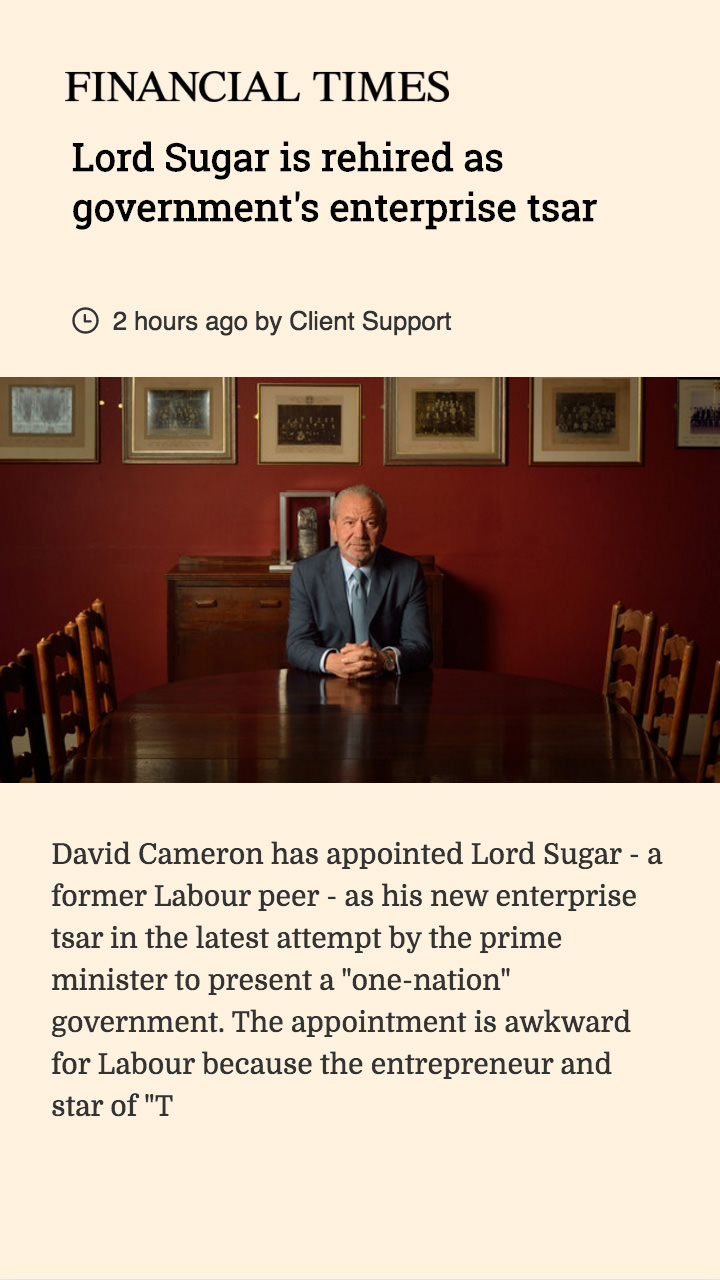 FINANCIAL TIMES
Lord Sugar is rehired as
government's enterprise tsar
2 hours ago by Client Support
David Cameron has appointed Lord Sugar - a
former Labour peer - as his new enterprise
tsar in the latest attempt by the prime
minister to present a "one-nation"
government. The appointment is awkward
for Labour because the entrepreneur and
star of "T